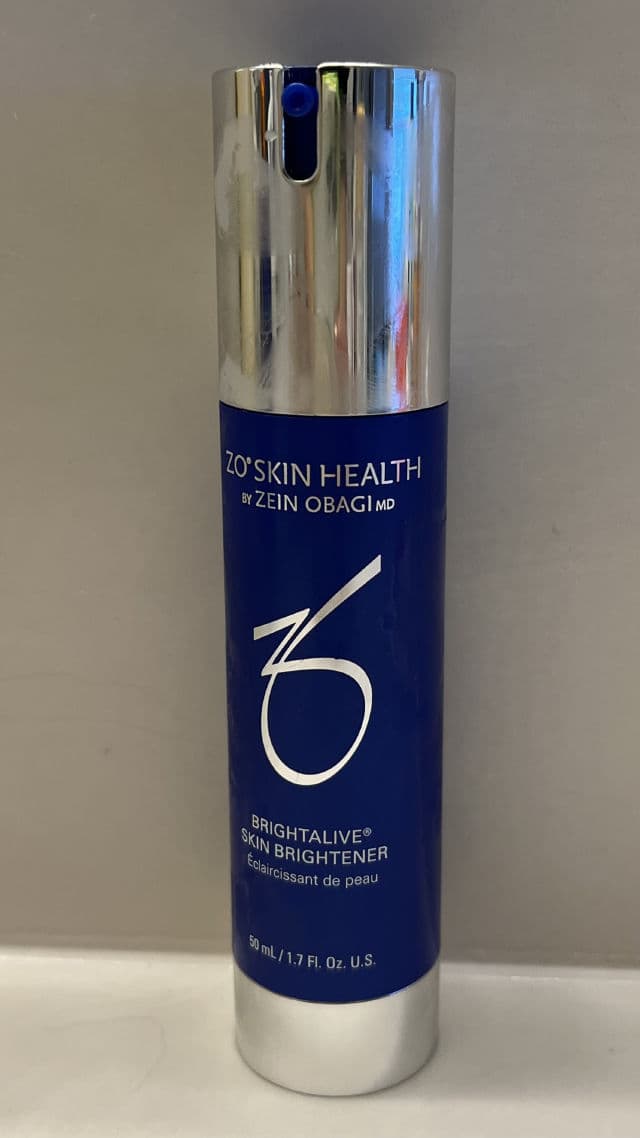 ZO® SKIN HEALTH
BY ZEIN OBAGI MD
BRIGHTALIVE®
SKIN BRIGHTENER
Éclaircissant de peau
50 mL / 1.7 Fl. Oz. U.S.